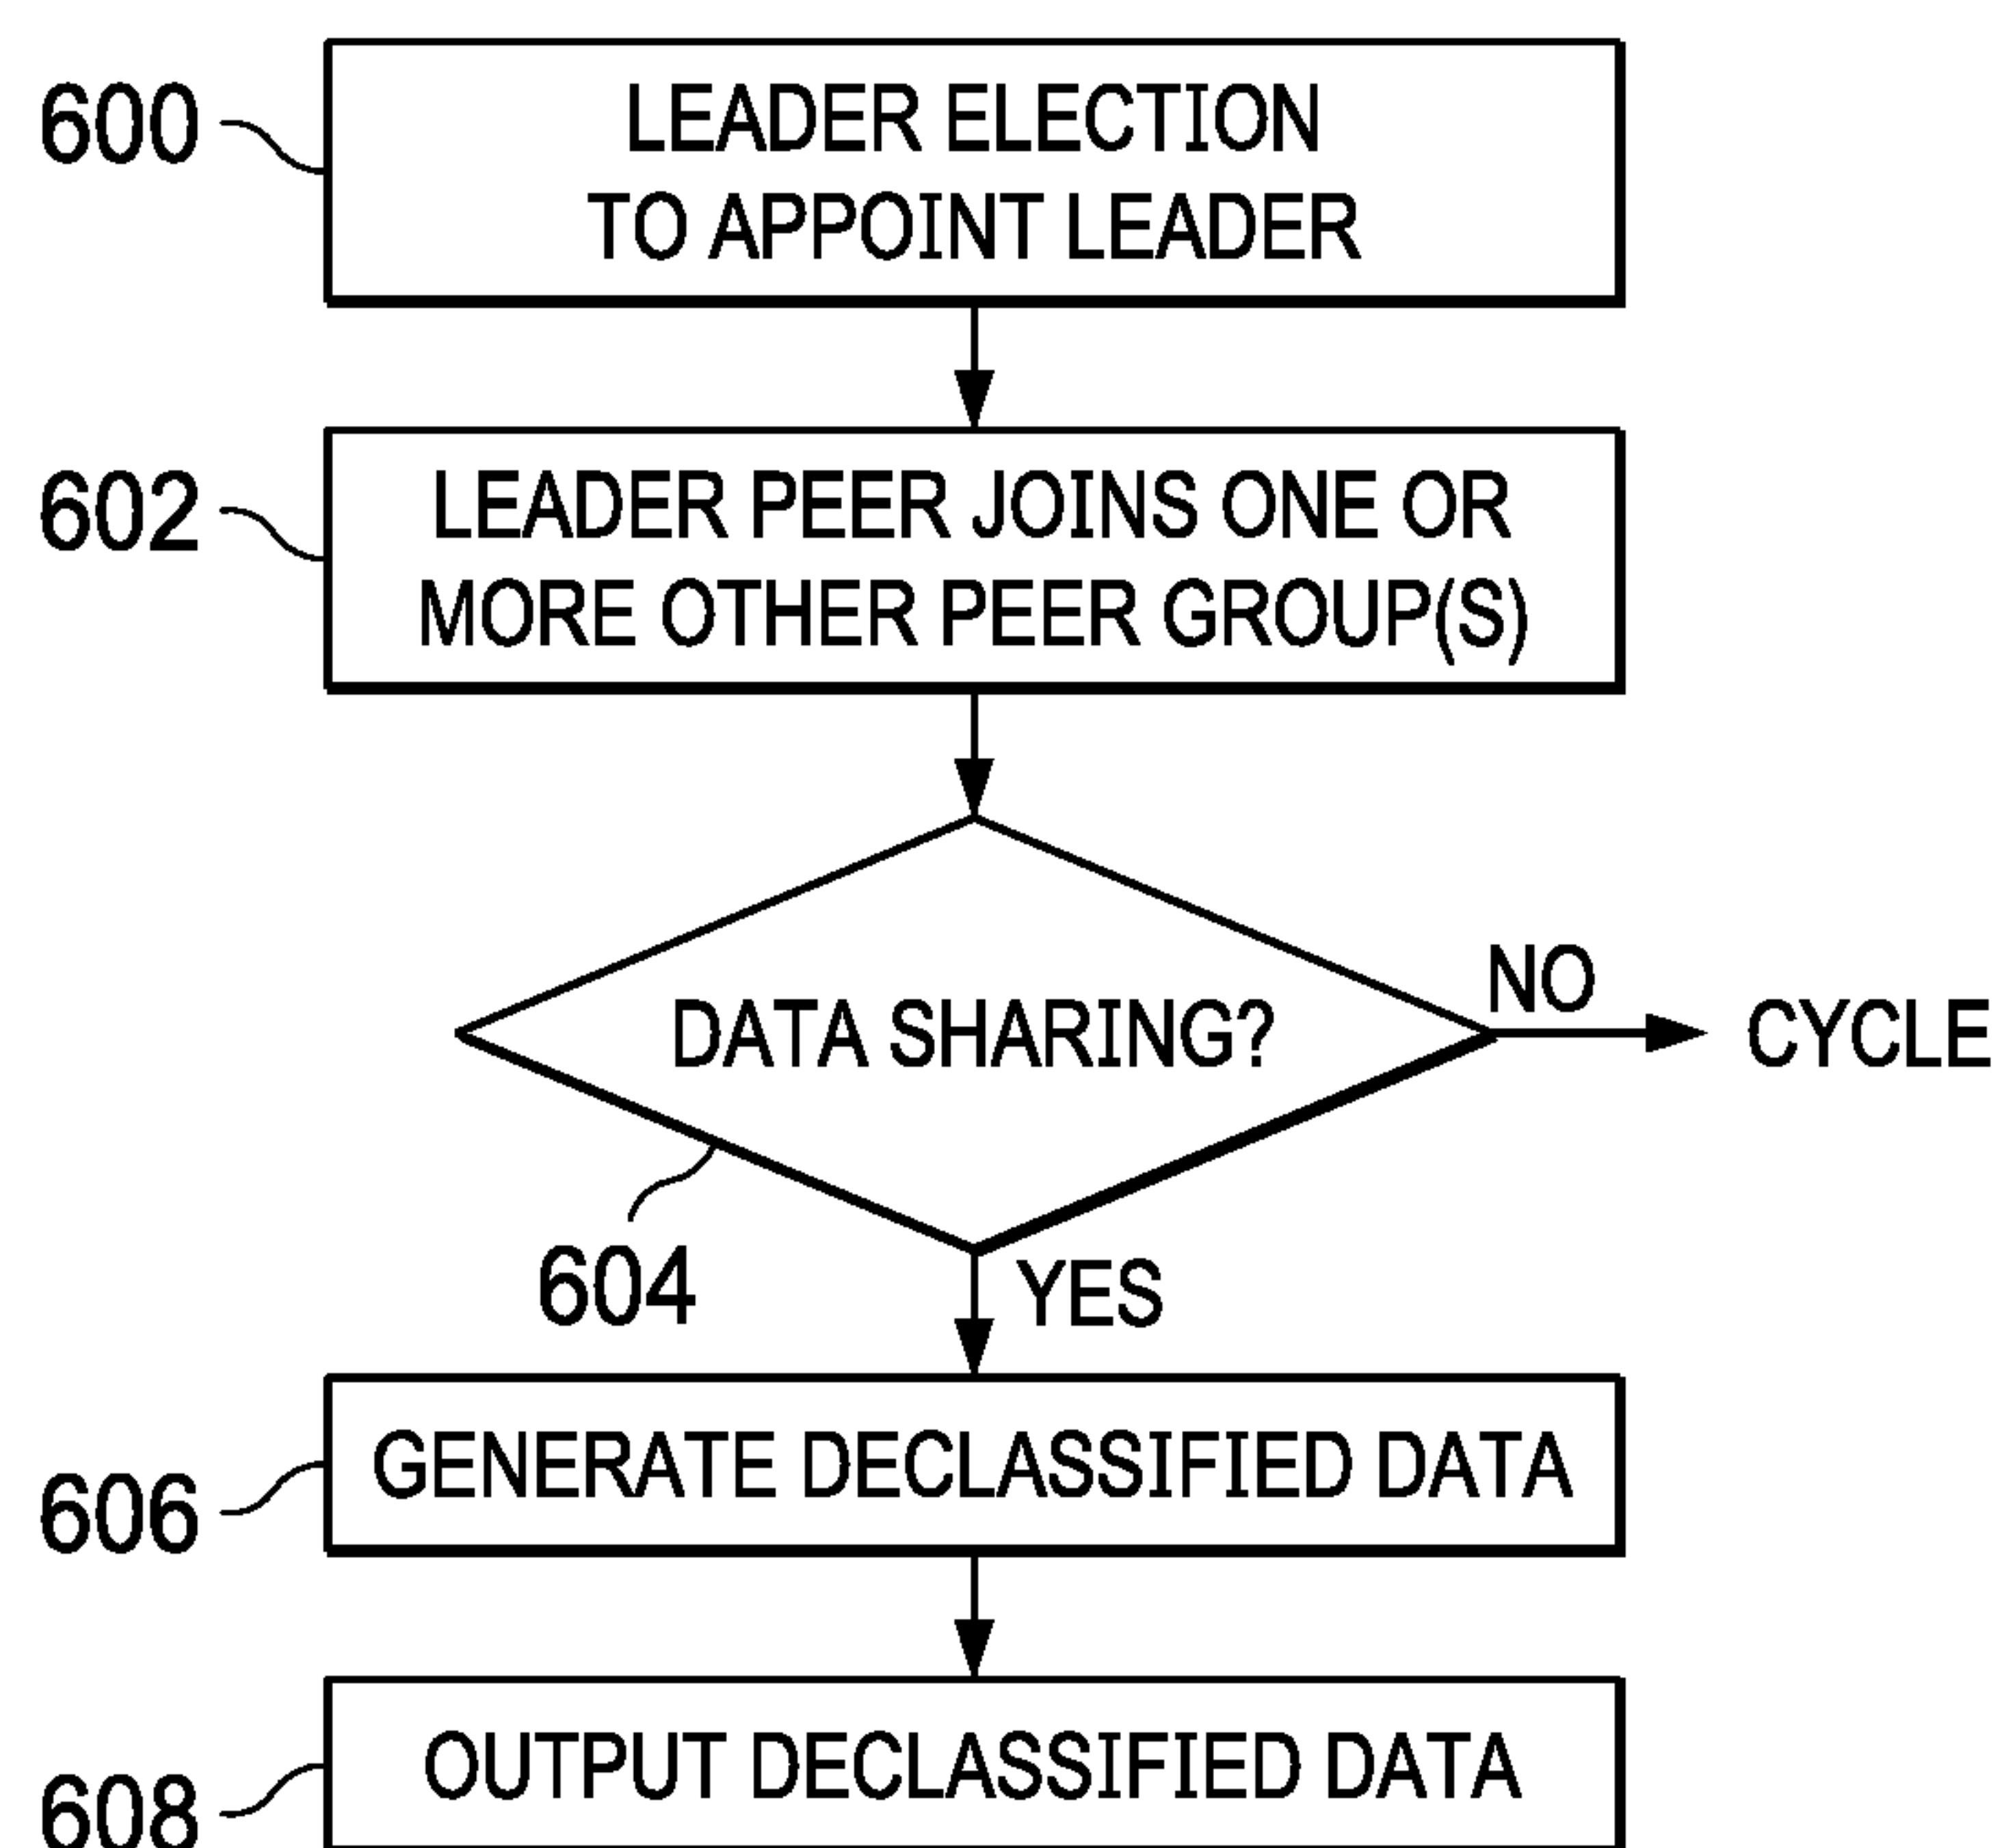 600
LEADER ELECTION
TO APPOINT LEADER
602
LEADER PEER JOINS ONE OR
MORE OTHER PEER GROUP(S)
DATA SHARING?
NO
CYCLE
604
YES
606
GENERATE DECLASSIFIED DATA
608
OUTPUT DECLASSIFIED DATA